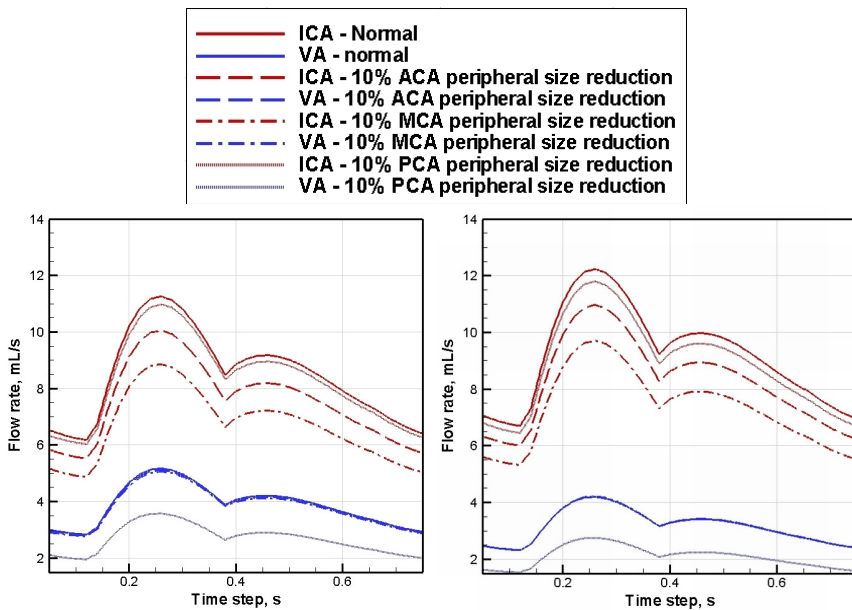 ICA - Normal
VA - normal
ICA - 10% ACA peripheral size reduction
VA - 10% ACA peripheral size reduction
ICA - 10% MCA peripheral size reduction
VA - 10% MCA peripheral size reduction
ICA - 10% PCA peripheral size reduction
VA - 10% PCA peripheral size reduction
14
12
10
8
6
4
2
Flow rate, mL/s
0.2
0.4
0.6
Time step, s
14
12
10
8
6
4
2
Flow rate, mL/s
0.2
0.4
0.6
Time step, s